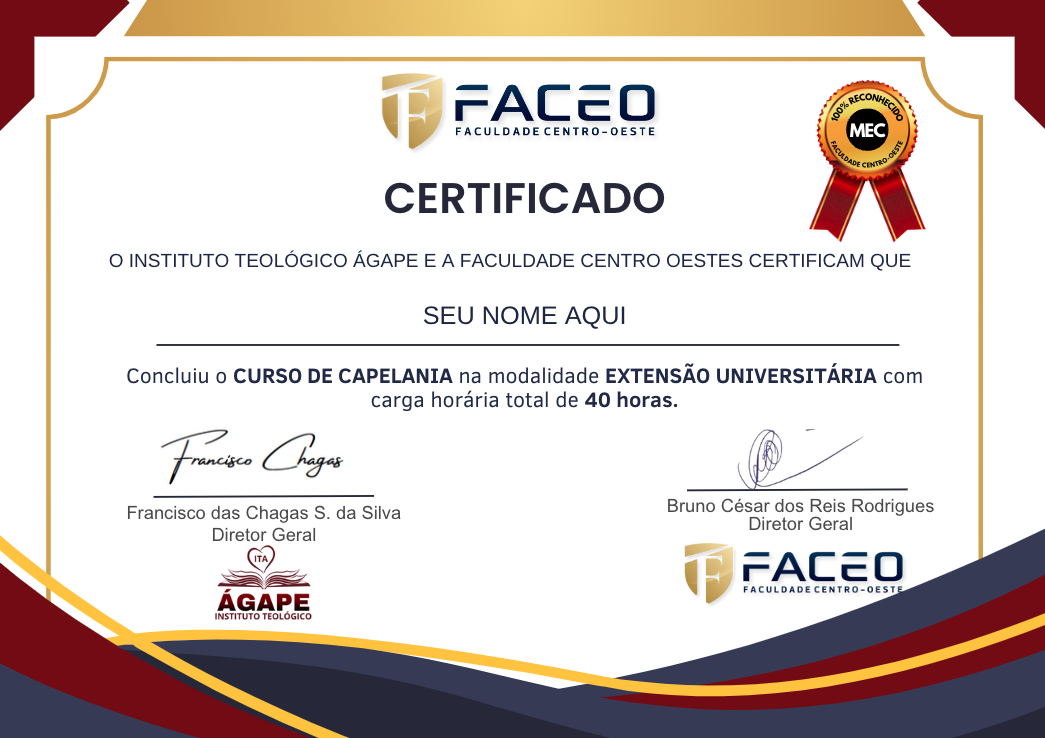 FACEO
FACULDADE CENTRO-OESTE
100% RECONHECIDO
MEC
FACULDADE CENTRO-OESTE
CERTIFICADO
O INSTITUTO TEOLÓGICO ÁGAPE E A FACULDADE CENTRO OESTES CERTIFICAM QUE
SEU NOME AQUI
Concluiu o CURSO DE CAPELANIA na modalidade EXTENSÃO UNIVERSITÁRIA com
carga horária total de 40 horas.
Francisco Chagas
Francisco das Chagas S. da Silva
Diretor Geral
ITA
ÁGAPE
INSTITUTO TEOLÓGICO
Bruno César dos Reis Rodrigues
Diretor Geral
FACEO
FACULDADE CENTRO-OESTE